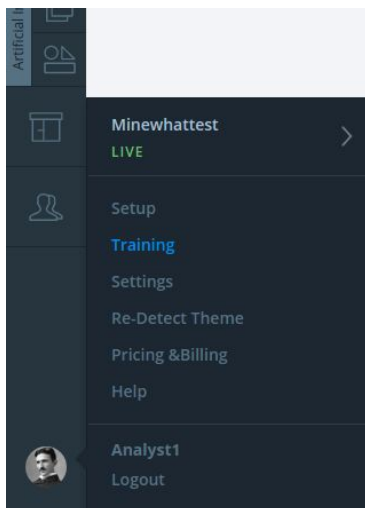 Artificial
Minewhattest
LIVE
Setup
Training
Settings
Re-Detect Theme
Pricing &Billing
Help
Analyst1
Logout